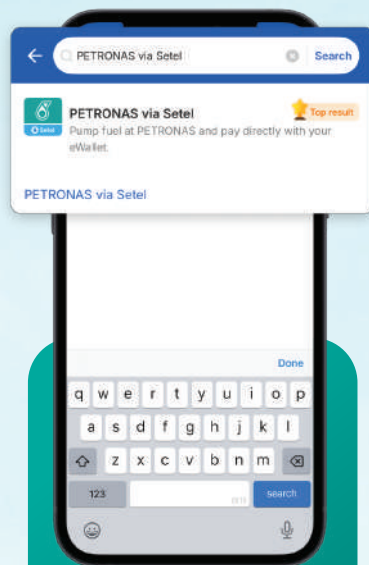 PETRONAS via Setel
Search
PETRONAS via Setel
Top result
Pump fuel at PETRONAS and pay directly with your
eWallet.
Setel
PETRONAS via Setel
Done
q w e r t y u i o p
a s d f g h j k l
z x c v b n m
123
search